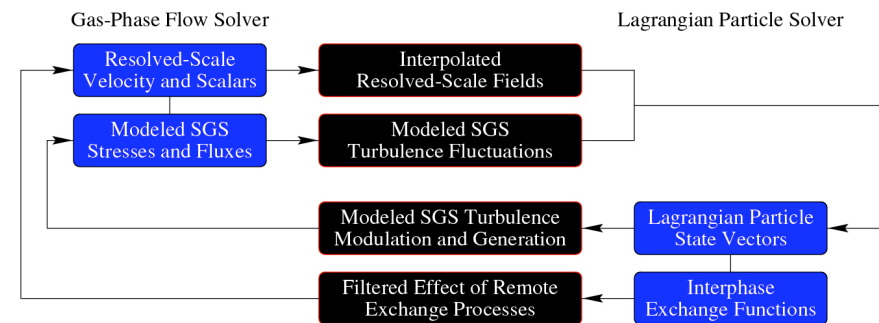 Gas-Phase Flow Solver
Lagrangian Particle Solver
Resolved-Scale
Velocity and Scalars
Interpolated
Resolved-Scale Fields
Modeled SGS
Stresses and Fluxes
Modeled SGS
Turbulence Fluctuations
Modeled SGS Turbulence
Modulation and Generation
Lagrangian Particle
State Vectors
Filtered Effect of Remote
Exchange Processes
Interphase
Exchange Functions